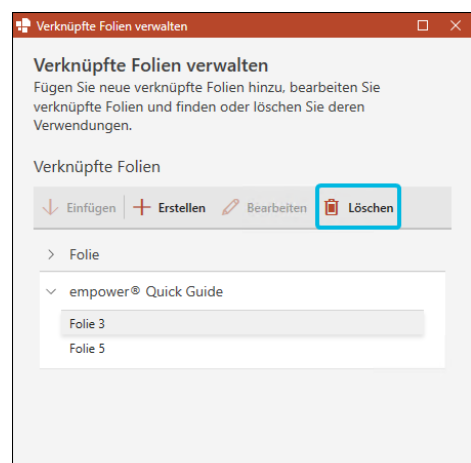 Verknüpfte Folien verwalten
Verknüpfte Folien verwalten
Fügen Sie neue verknüpfte Folien hinzu, bearbeiten Sie
verknüpfte Folien und finden oder löschen Sie deren
Verwendungen.
Verknüpfte Folien
Einfügen Erstellen Bearbeiten Löschen
Folie
empower® Quick Guide
Folie 3
Folie 5